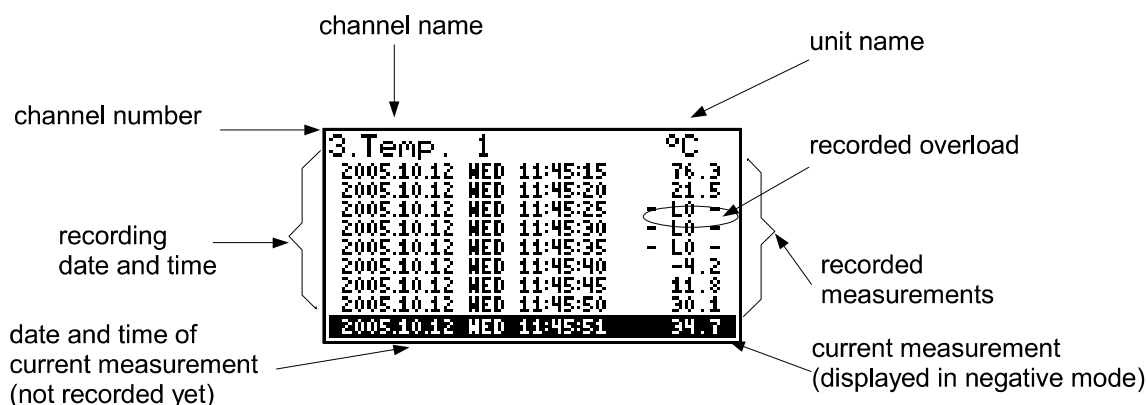 channel name
unit name
channel number
recorded overload
3.Temp. 1 °C
2005.10.12 WED 11:45:15 76.3
2005.10.12 WED 11:45:20 21.5
2005.10.12 WED 11:45:25 - LO -
2005.10.12 WED 11:45:30 - LO -
2005.10.12 WED 11:45:35 - LO -
2005.10.12 WED 11:45:40 -4.2
2005.10.12 WED 11:45:45 11.8
2005.10.12 WED 11:45:50 30.1
2005.10.12 WED 11:45:51 34.7
recording
date and time
recorded
measurements
date and time of
current measurement
(not recorded yet)
current measurement
(displayed in negative mode)